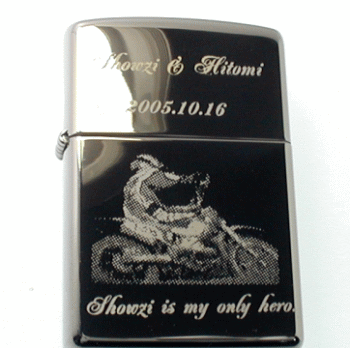 Showzi & Hitomi
2005.10.16
Showzi is my only hero.